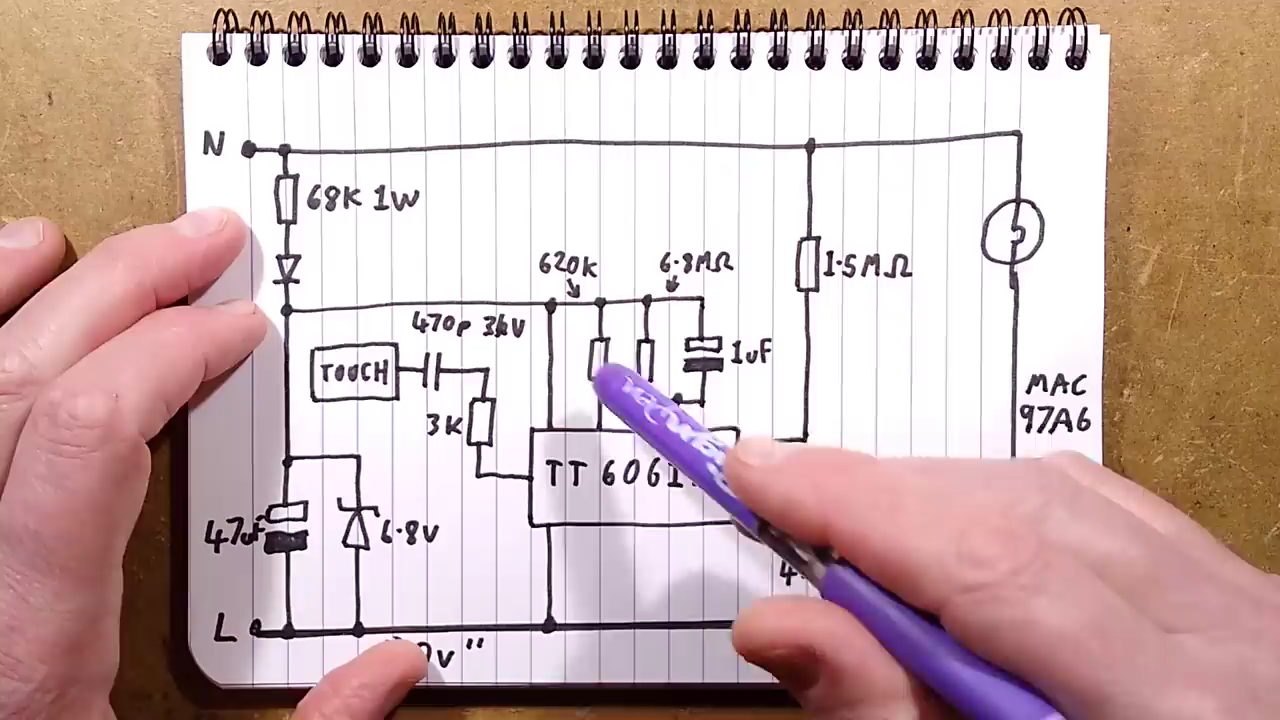 N
68K 1W
620K
6.8MΩ
1.5MΩ
470p 3kV
TOUCH
1uF
3K
MAC
97A6
TT 6061
47uF
6.8V
L